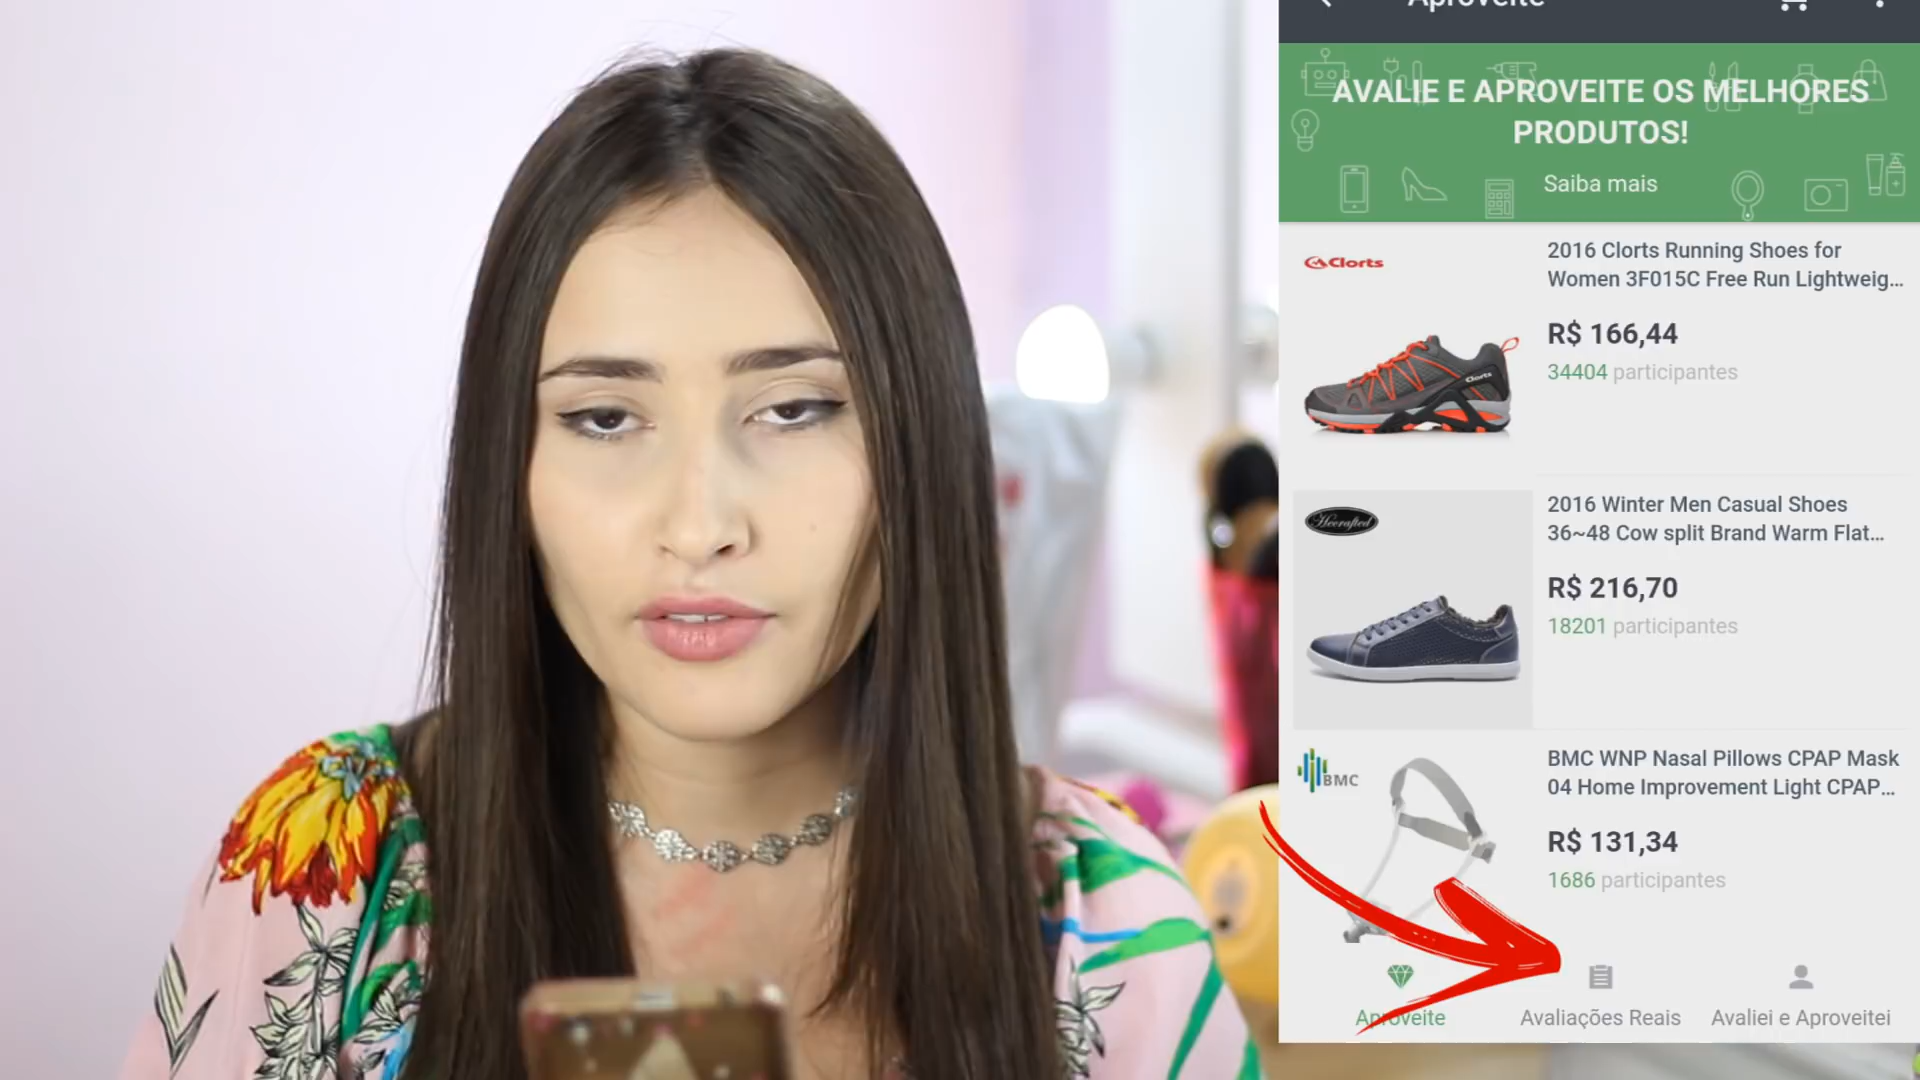 Aproveite
AVALIE E APROVEITE OS MELHORES
PRODUTOS!
Saiba mais
Clorts
2016 Clorts Running Shoes for
Women 3F015C Free Run Lightweig...
R$ 166,44
34404 participantes
Clorts
Hecrafted
2016 Winter Men Casual Shoes
36~48 Cow split Brand Warm Flat...
R$ 216,70
18201 participantes
BMC
BMC WNP Nasal Pillows CPAP Mask
04 Home Improvement Light CPAP...
R$ 131,34
1686 participantes
Aproveite
Avaliações Reais
Avaliei e Aproveitei